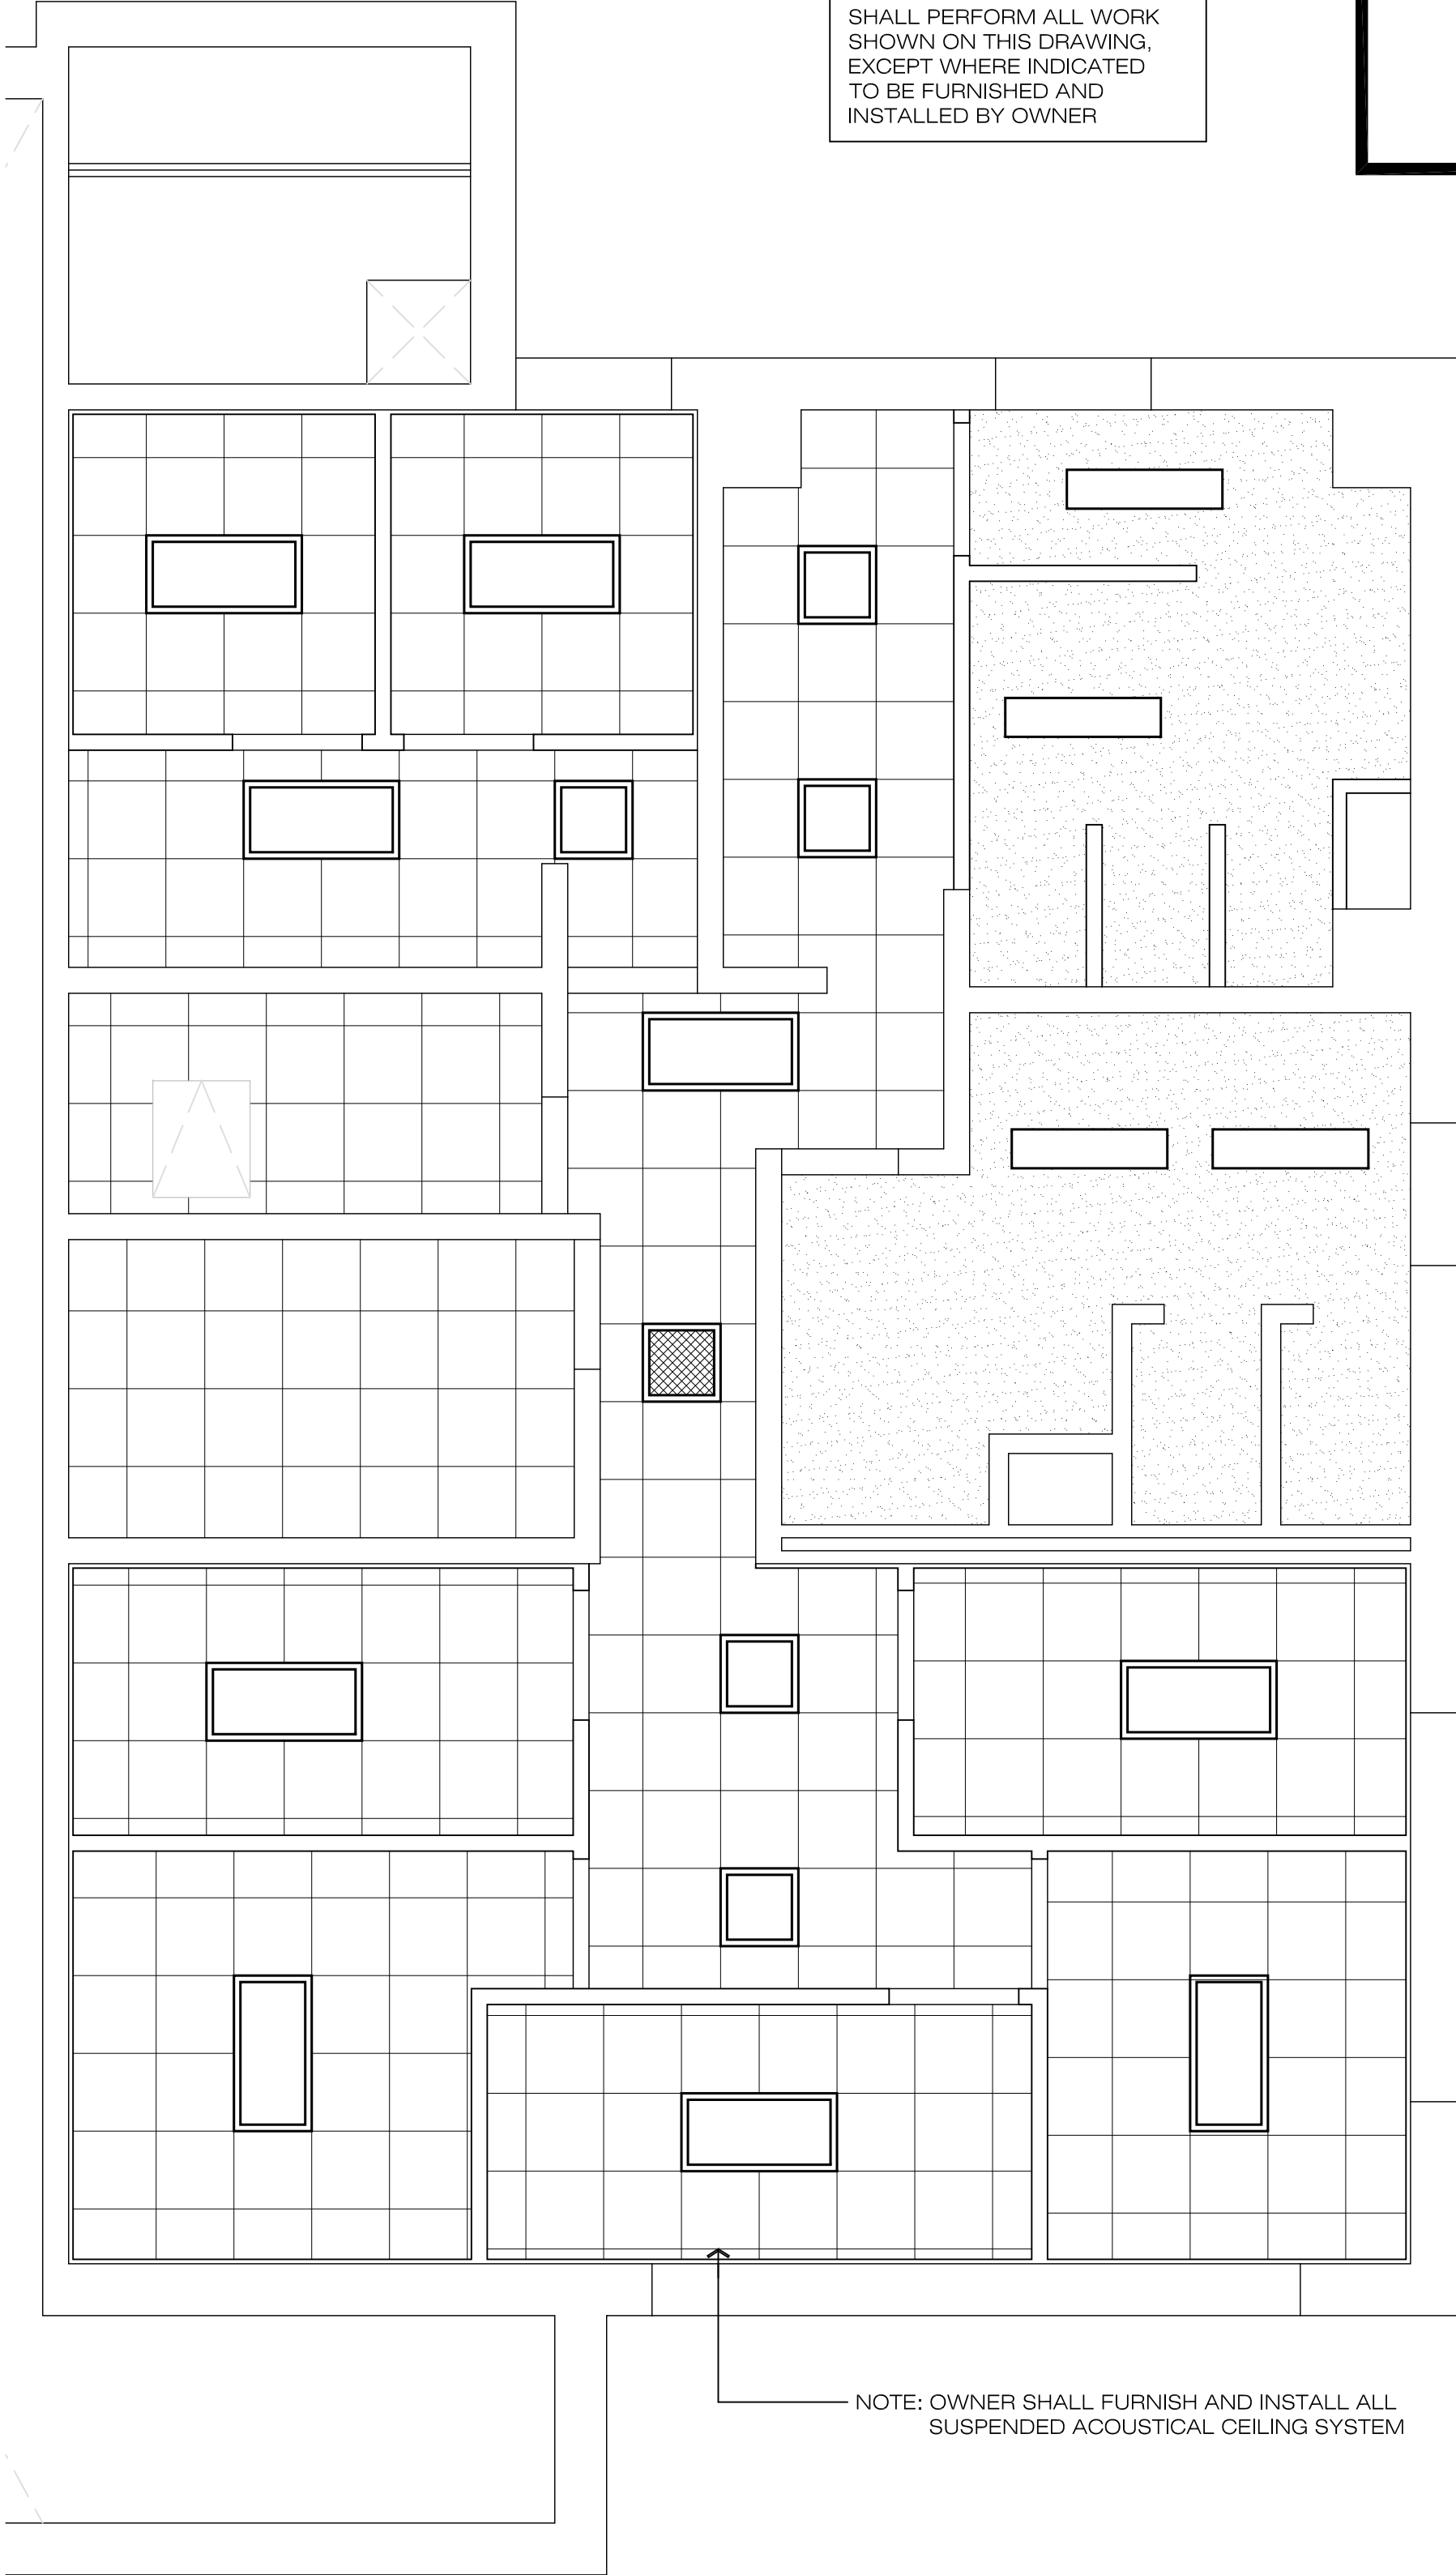 SHALL PERFORM ALL WORK
SHOWN ON THIS DRAWING,
EXCEPT WHERE INDICATED
TO BE FURNISHED AND
INSTALLED BY OWNER
NOTE: OWNER SHALL FURNISH AND INSTALL ALL
SUSPENDED ACOUSTICAL CEILING SYSTEM